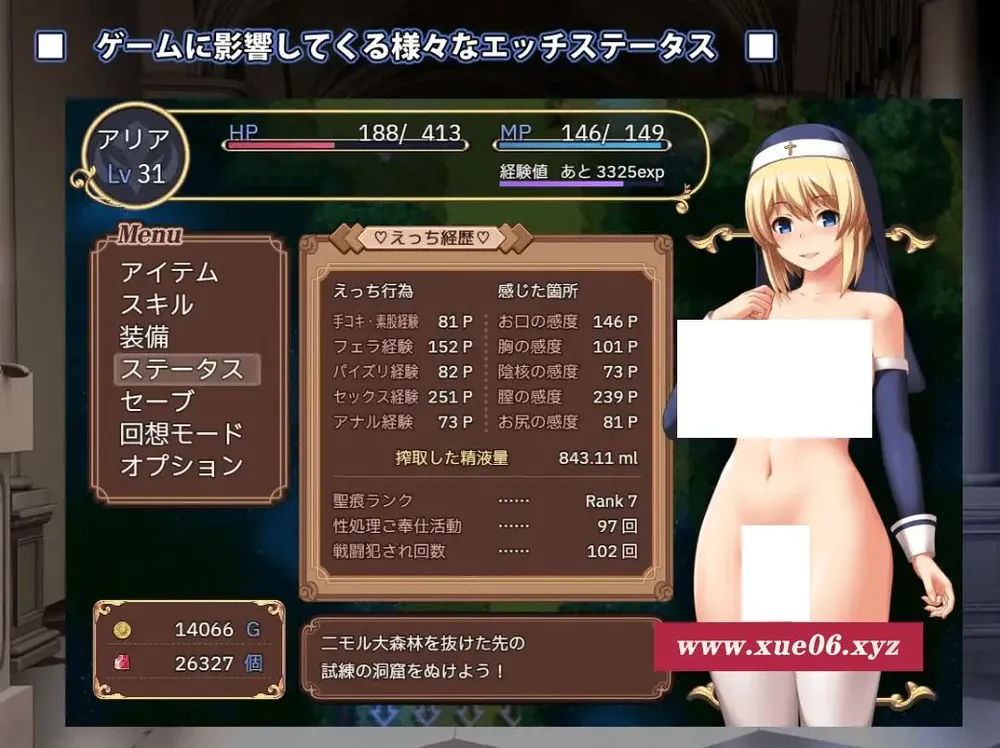 ■ ゲームに影響してくる様々なエッチステータス ■
アリア
Lv 31
HP 188/ 413
MP 146/ 149
経験値 あと 3325exp
Menu
アイテム
スキル
装備
ステータス
セーブ
回想モード
オプション
♡えっち経歴♡
えっち行為 感じた箇所
手コキ・素股経験 81 P お口の感度 146 P
フェラ経験 152 P 胸の感度 101 P
パイズリ経験 82 P 陰核の感度 73 P
セックス経験 251 P 膣の感度 239 P
アナル経験 73 P お尻の感度 81 P
搾取した精液量 843.11 ml
聖痕ランク …… Rank 7
性処理ご奉仕活動 …… 97 回
戦闘犯され回数 …… 102 回
14066 G
26327 個
二モル大森林を抜けた先の
試練の洞窟をぬけよう！
www.xue06.xyz